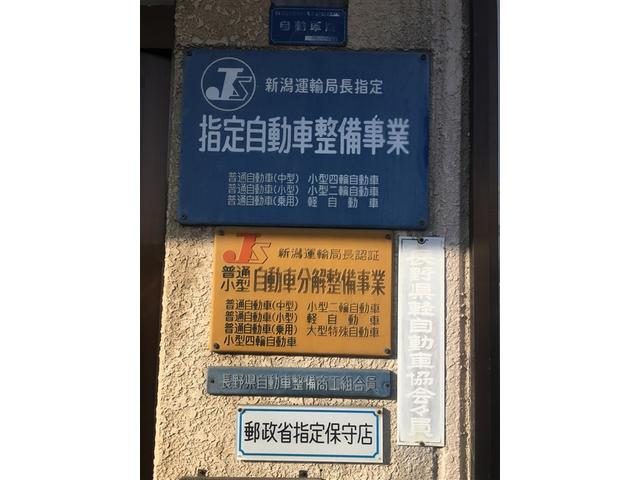 JS
新潟運輸局長指定
指定自動車整備事業
普通自動車(中型) 小型四輪自動車
普通自動車(小型) 小型二輪自動車
普通自動車(乗用) 軽自動車
JS
新潟運輸局長認証
普通
小型
自動車分解整備事業
普通自動車(中型) 小型二輪自動車
普通自動車(小型) 軽自動車
普通自動車(乗用) 大型特殊自動車
小型四輪自動車
長野県軽自動車協会々員
長野県自動車整備商工組合員
郵政省指定保守店